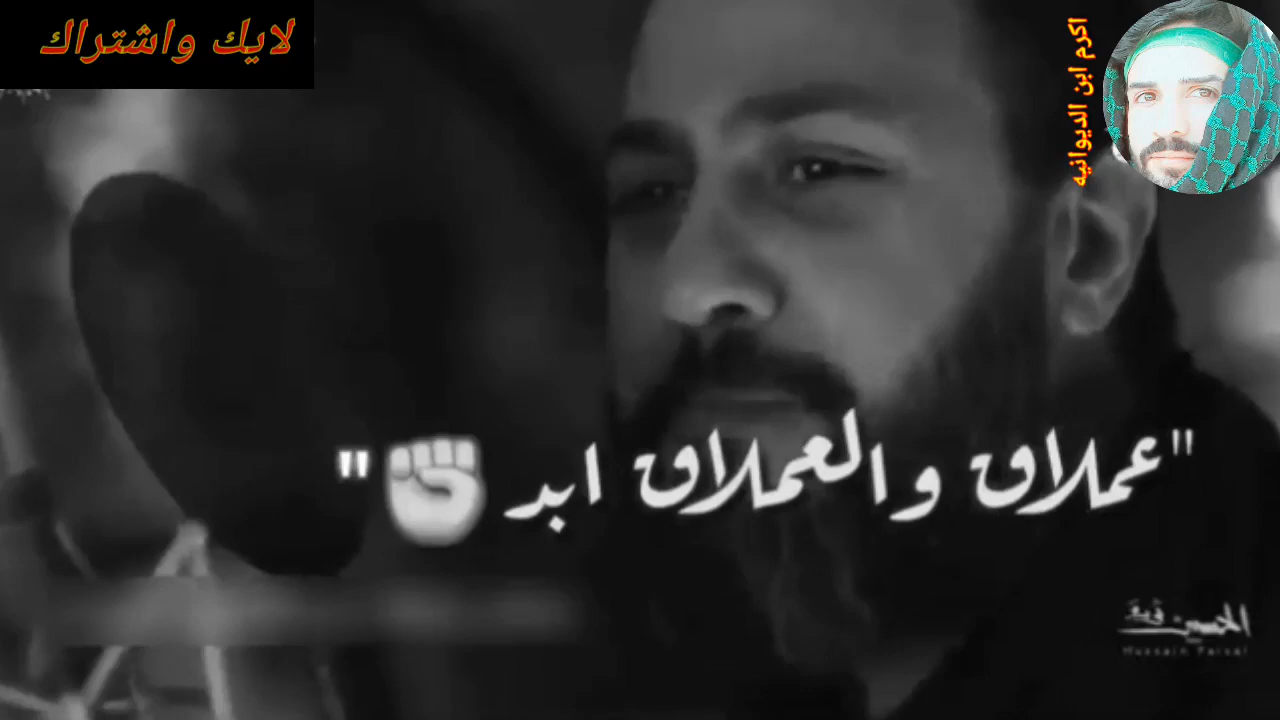 لايك واشتراك
اكرم ابن الديوانيه
"عملاق والعملاق ابد ✊"
Hussain Faisal